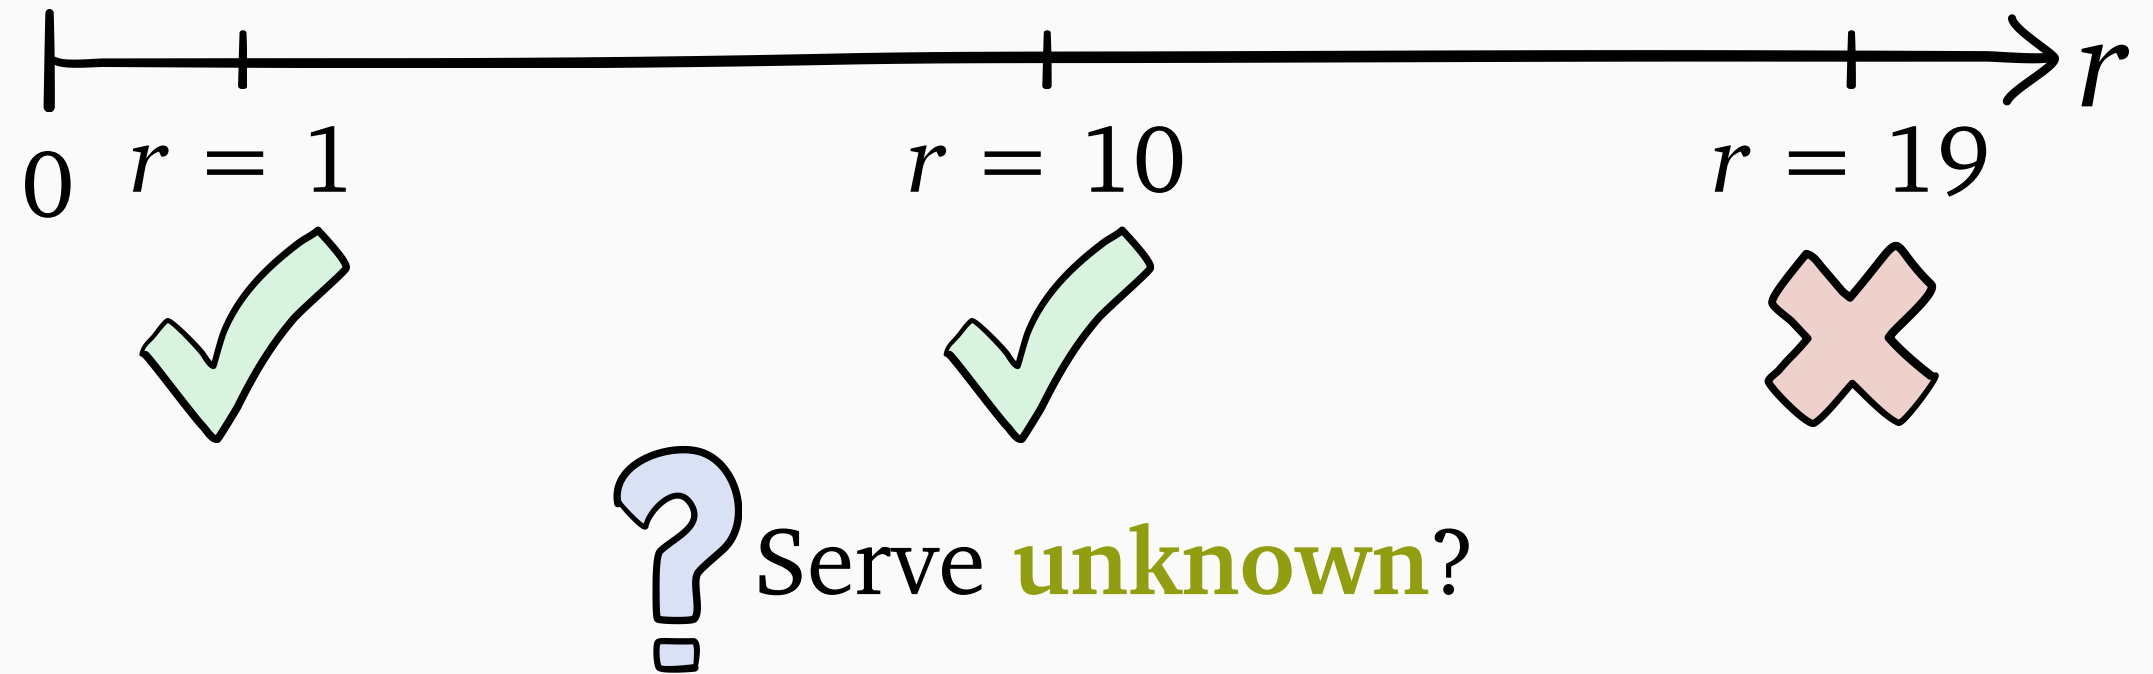 r
0 r = 1 r = 10 r = 19
Serve unknown?